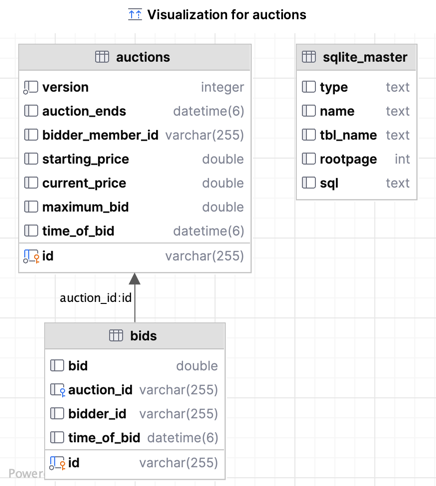 Visualization for auctions
auctions
version integer
auction_ends datetime(6)
bidder_member_id varchar(255)
starting_price double
current_price double
maximum_bid double
time_of_bid datetime(6)
id varchar(255)
sqlite_master
type text
name text
tbl_name text
rootpage int
sql text
auction_id:id
bids
bid double
auction_id varchar(255)
bidder_id varchar(255)
time_of_bid datetime(6)
id varchar(255)
Power